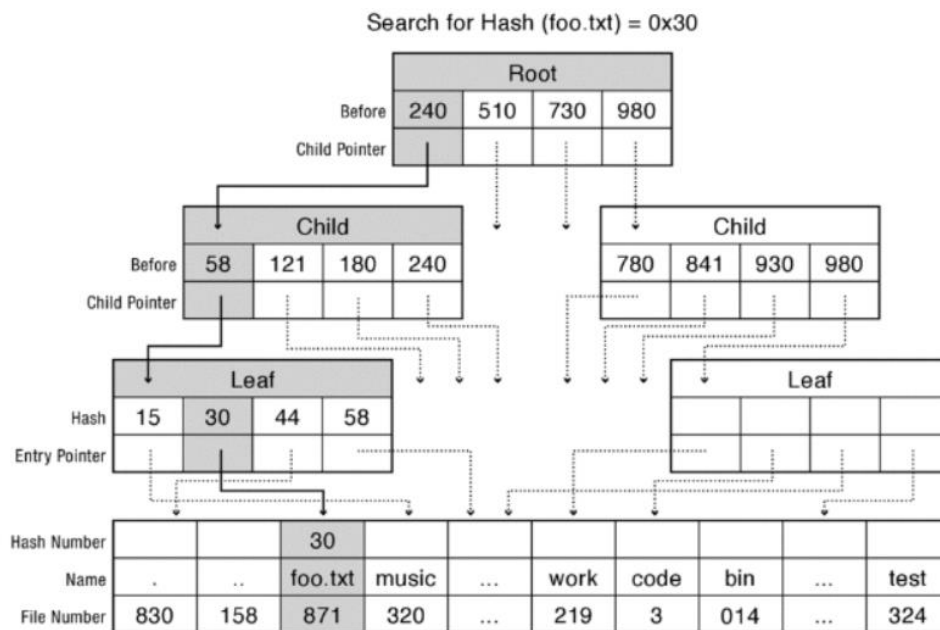 Search for Hash (foo.txt) = 0x30
Root
Before 240 510 730 980
Child Pointer
Child Child
Before 58 121 180 240 780 841 930 980
Child Pointer
Leaf Leaf
Hash 15 30 44 58
Entry Pointer
Hash Number 30
Name . .. foo.txt music ... work code bin ... test
File Number 830 158 871 320 ... 219 3 014 ... 324